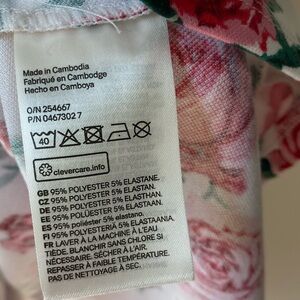 Made in Cambodia
Fabriqué en Cambodge
Hecho en Camboya
O/N 254667
P/N 0467302 7
40
clevercare.info
GB 95% POLYESTER 5% ELASTANE.
CZ 95% POLYESTER 5% ELASTAN.
DE 95% POLYESTER 5% ELASTHAN.
EE 95% POLÜESTER 5% ELASTAAN.
ES 95% poliéster 5% elastano.
FI 95% POLYESTERIÄ 5% ELASTAANIA.
FR LAVER À LA MACHINE À L'EAU
TIÈDE. BLANCHIR SANS CHLORE SI
NÉCESSAIRE. SÉCHER À L'AIR.
REPASSER À FAIBLE TEMPÉRATURE.
PAS DE NETTOYAGE À SEC.